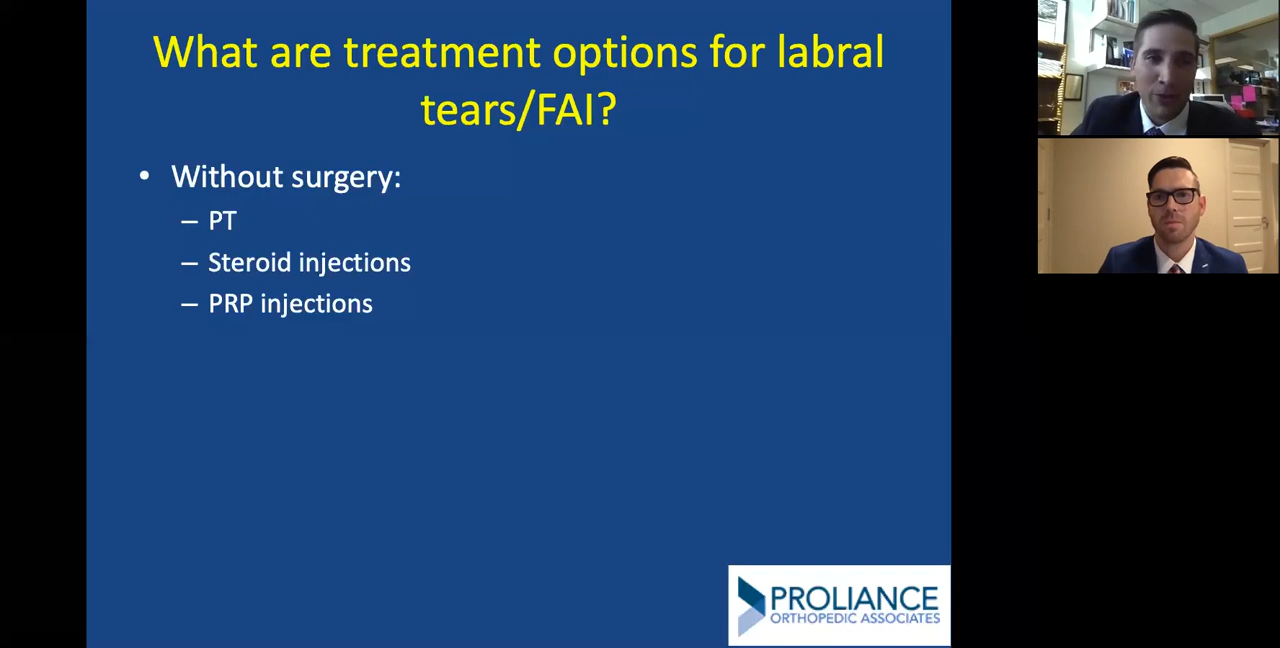 What are treatment options for labral
tears/FAI?
• Without surgery:
– PT
– Steroid injections
– PRP injections
PROLIANCE
ORTHOPEDIC ASSOCIATES